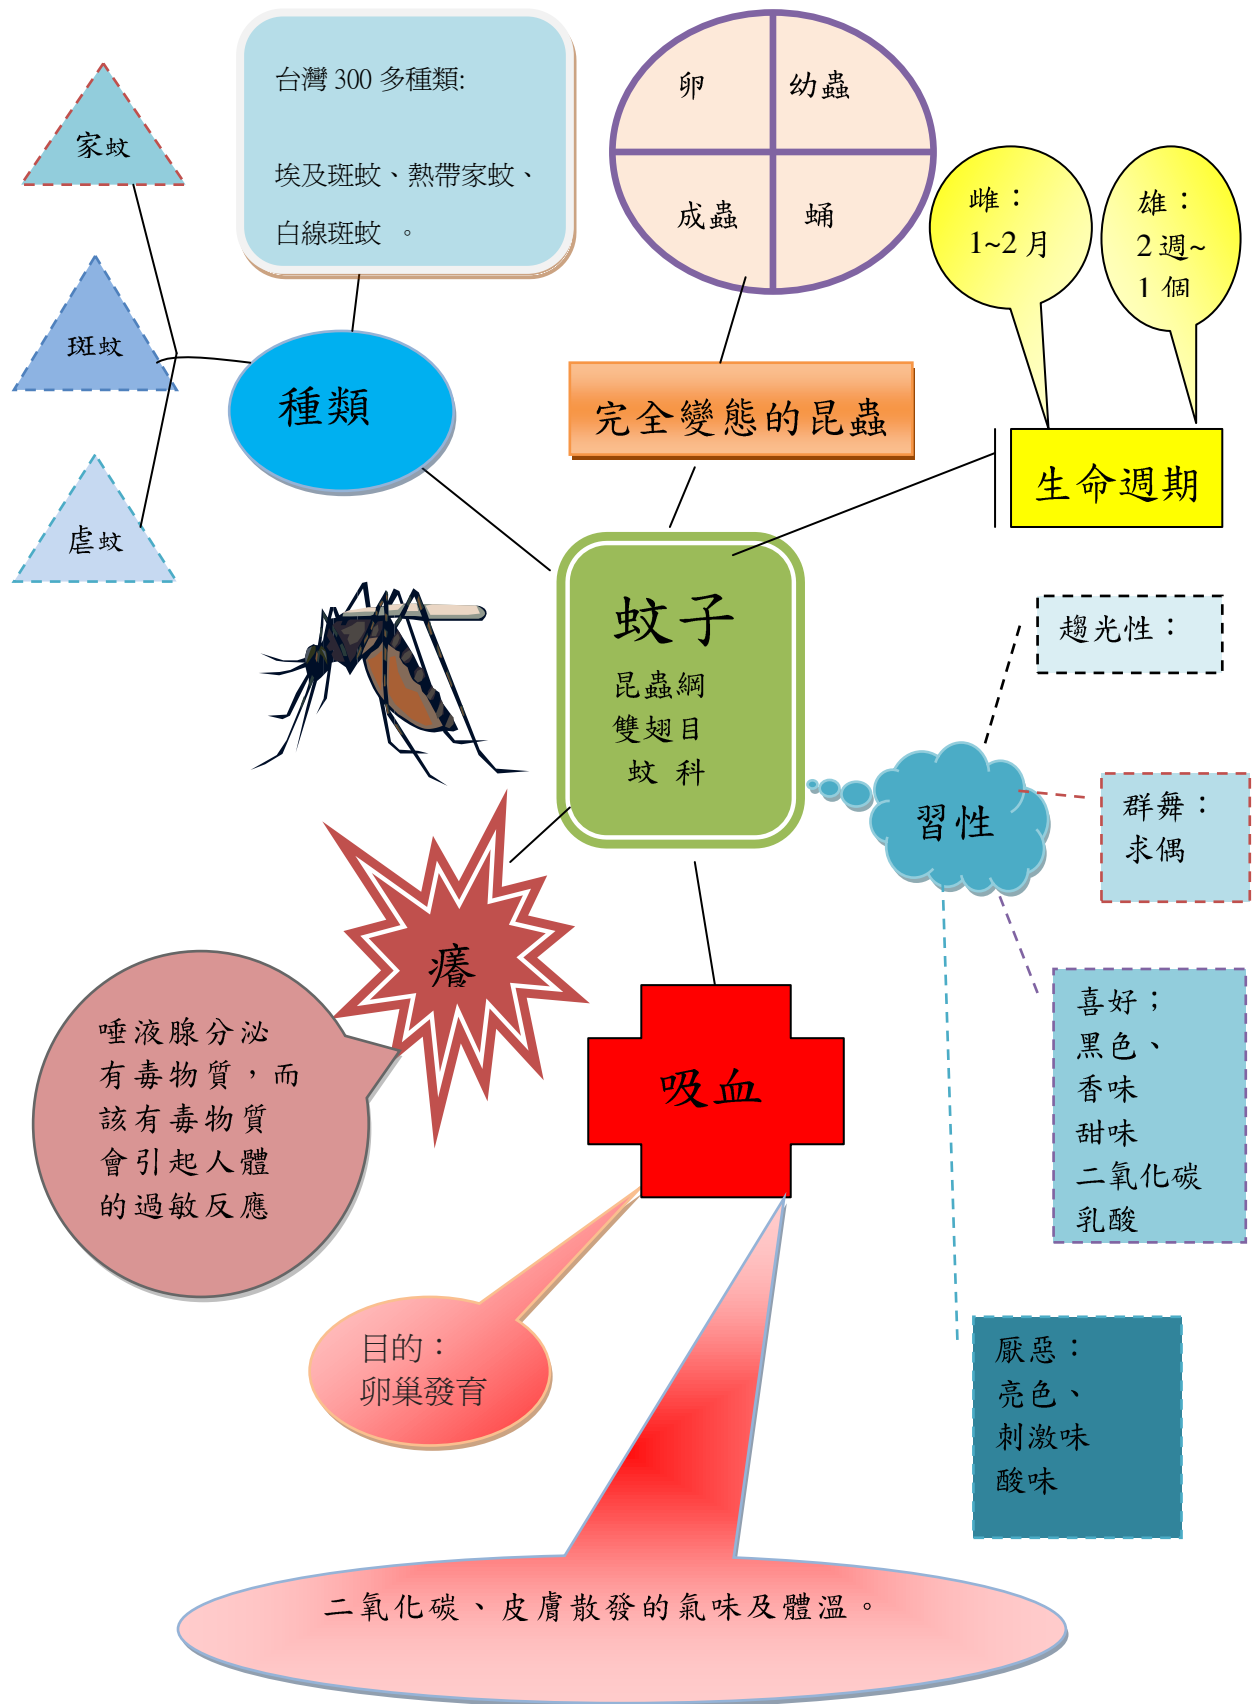 台灣 300 多種類:
埃及斑蚊、熱帶家蚊、
白線斑蚊 。
卵
幼蟲
成蟲
蛹
家蚊
斑蚊
虐蚊
種類
完全變態的昆蟲
雌：
1~2 月
雄：
2 週~
1 個
生命週期
蚊子
昆蟲綱
雙翅目
蚊 科
趨光性：
習性
群舞：
求偶
喜好；
黑色、
香味
甜味
二氧化碳
乳酸
厭惡：
亮色、
刺激味
酸味
癢
唾液腺分泌
有毒物質，而
該有毒物質
會引起人體
的過敏反應
吸血
目的：
卵巢發育
二氧化碳、皮膚散發的氣味及體溫。